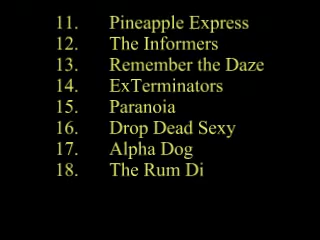 11. Pineapple Express
12. The Informers
13. Remember the Daze
14. ExTerminators
15. Paranoia
16. Drop Dead Sexy
17. Alpha Dog
18. The Rum Di